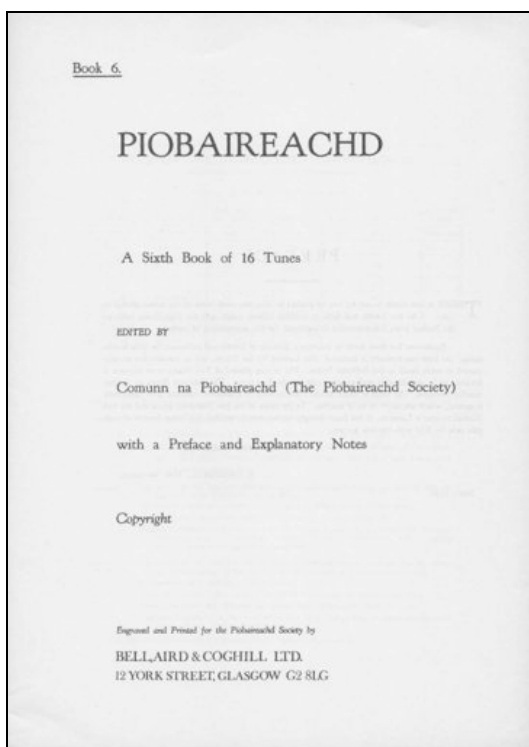 Book 6.
PIOBAIREACHD
A Sixth Book of 16 Tunes
EDITED BY
Comunn na Piobaireachd (The Piobaireachd Society)
with a Preface and Explanatory Notes
Copyright
Engraved and Printed for the Piobaireachd Society by
BELL, AIRD & COGHILL LTD.
12 YORK STREET, GLASGOW G2 8LG